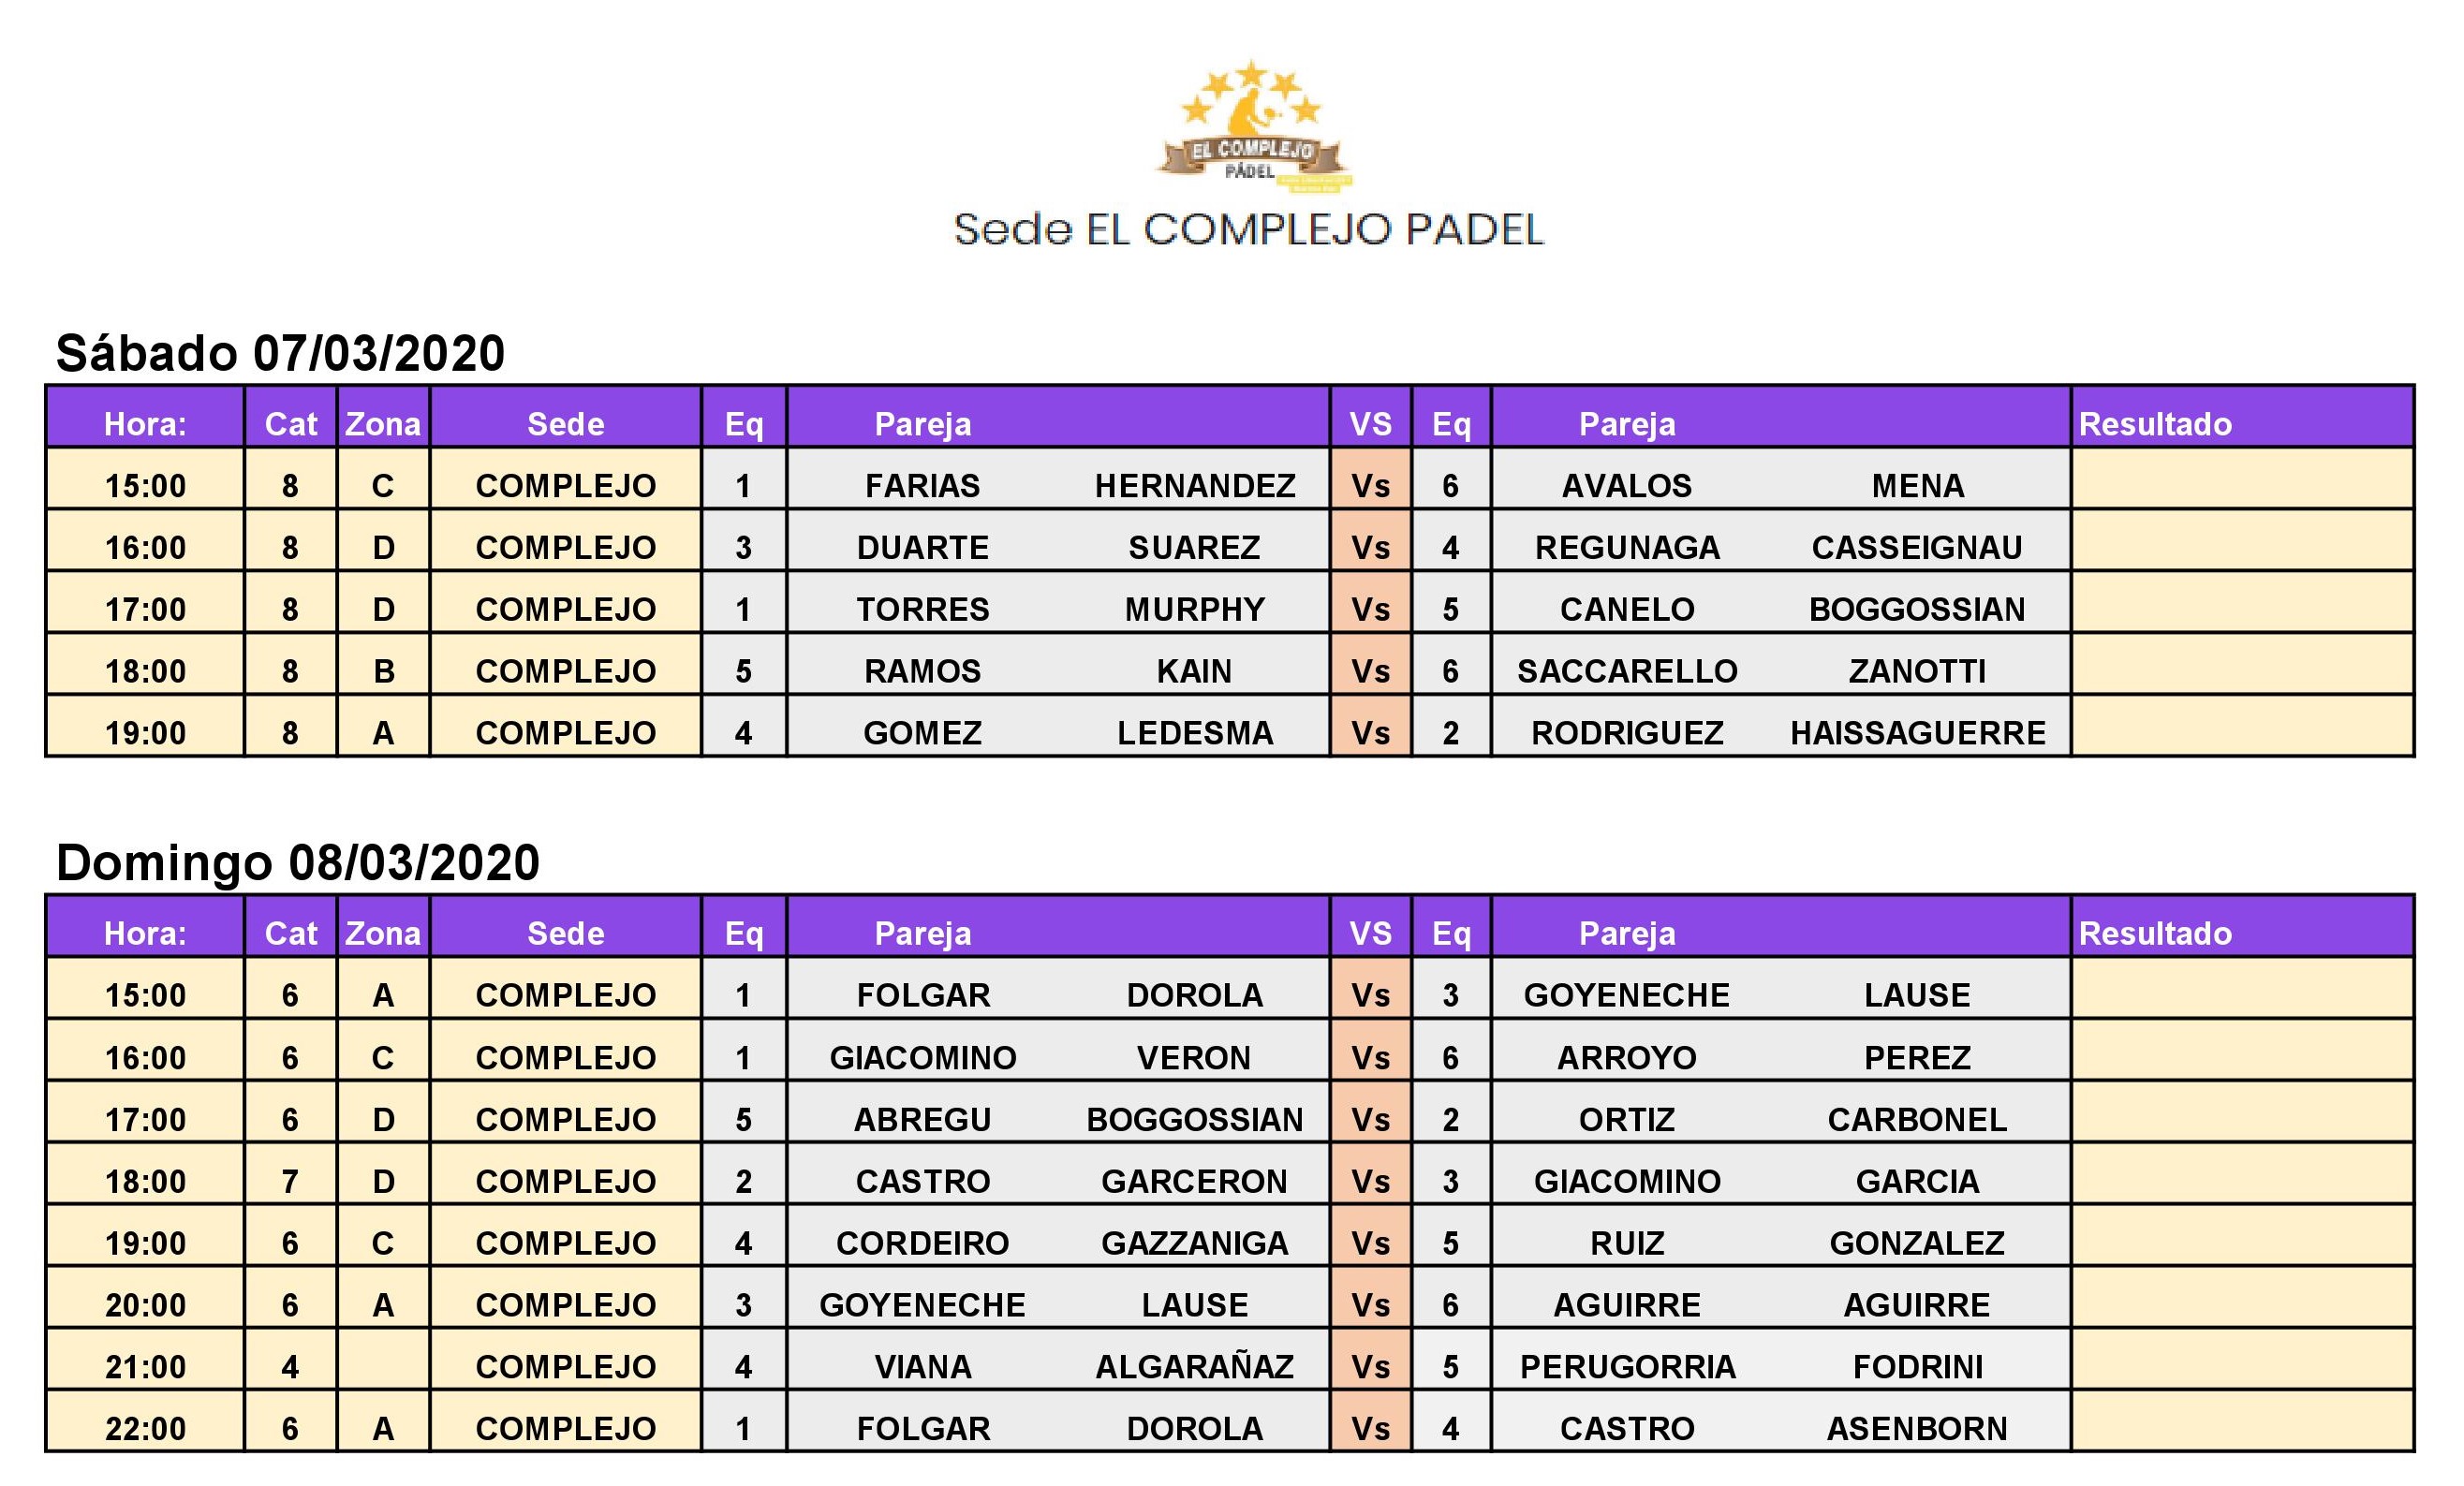 EL COMPLEJO
PÁDEL
Sede EL COMPLEJO PADEL
Sábado 07/03/2020
Hora: Cat Zona Sede Eq Pareja VS Eq Pareja Resultado
15:00 8 C COMPLEJO 1 FARIAS HERNANDEZ Vs 6 AVALOS MENA
16:00 8 D COMPLEJO 3 DUARTE SUAREZ Vs 4 REGUNAGA CASSEIGNAU
17:00 8 D COMPLEJO 1 TORRES MURPHY Vs 5 CANELO BOGGOSSIAN
18:00 8 B COMPLEJO 5 RAMOS KAIN Vs 6 SACCARELLO ZANOTTI
19:00 8 A COMPLEJO 4 GOMEZ LEDESMA Vs 2 RODRIGUEZ HAISSAGUERRE
Domingo 08/03/2020
Hora: Cat Zona Sede Eq Pareja VS Eq Pareja Resultado
15:00 6 A COMPLEJO 1 FOLGAR DOROLA Vs 3 GOYENECHE LAUSE
16:00 6 C COMPLEJO 1 GIACOMINO VERON Vs 6 ARROYO PEREZ
17:00 6 D COMPLEJO 5 ABREGU BOGGOSSIAN Vs 2 ORTIZ CARBONEL
18:00 7 D COMPLEJO 2 CASTRO GARCERON Vs 3 GIACOMINO GARCIA
19:00 6 C COMPLEJO 4 CORDEIRO GAZZANIGA Vs 5 RUIZ GONZALEZ
20:00 6 A COMPLEJO 3 GOYENECHE LAUSE Vs 6 AGUIRRE AGUIRRE
21:00 4 COMPLEJO 4 VIANA ALGARAÑAZ Vs 5 PERUGORRIA FODRINI
22:00 6 A COMPLEJO 1 FOLGAR DOROLA Vs 4 CASTRO ASENBORN